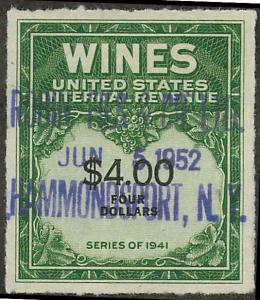 WINES
UNITED STATES
INTERNAL REVENUE
JUN 5 1952
$4.00
HAMMONDSPORT, N. Y.
FOUR
DOLLARS
SERIES OF 1941